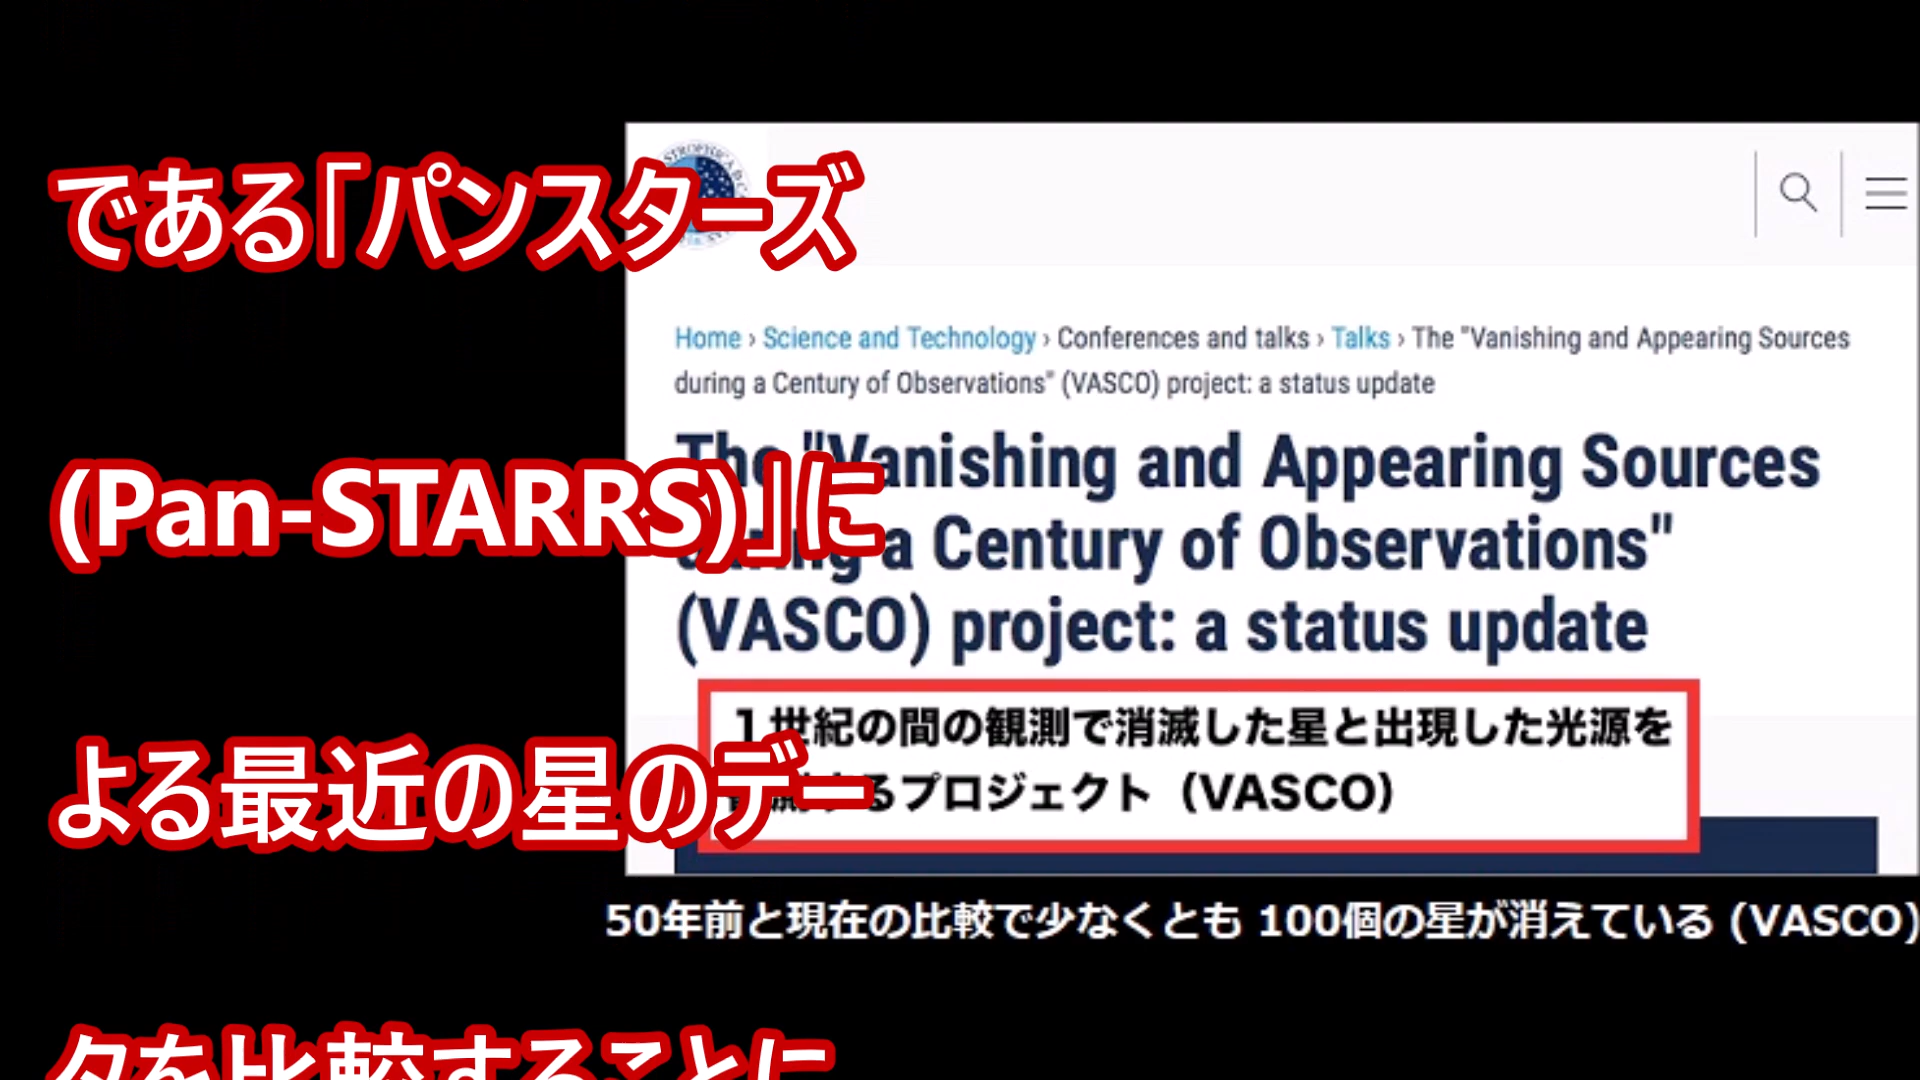 である「パンスターズ
(Pan-STARRS)」に
よる最近の星のデー
タを比較することに
Home › Science and Technology › Conferences and talks › Talks › The "Vanishing and Appearing Sources
during a Century of Observations" (VASCO) project: a status update
The "Vanishing and Appearing Sources
a Century of Observations"
(VASCO) project: a status update
1世紀の間の観測で消滅した星と出現した光源を
するプロジェクト（VASCO）
50年前と現在の比較で少なくとも 100個の星が消えている (VASCO)